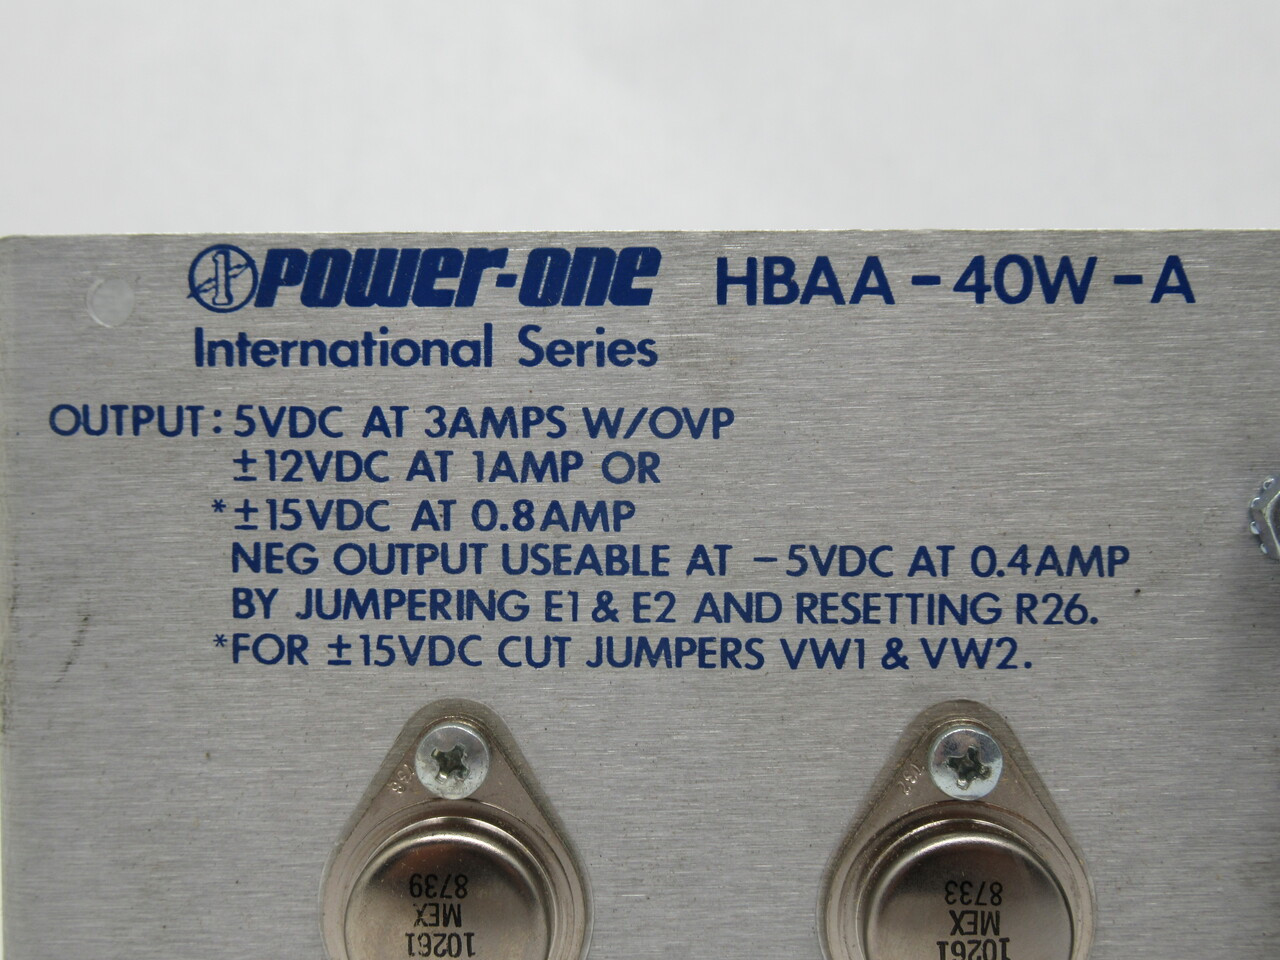 POWER-ONE HBAA-40W-A
International Series
OUTPUT: 5VDC AT 3AMPS W/OVP
±12VDC AT 1AMP OR
*±15VDC AT 0.8AMP
NEG OUTPUT USEABLE AT -5VDC AT 0.4AMP
BY JUMPERING E1 & E2 AND RESETTING R26.
*FOR ±15VDC CUT JUMPERS VW1 & VW2.
10261
MEX
8739
10261
MEX
8733